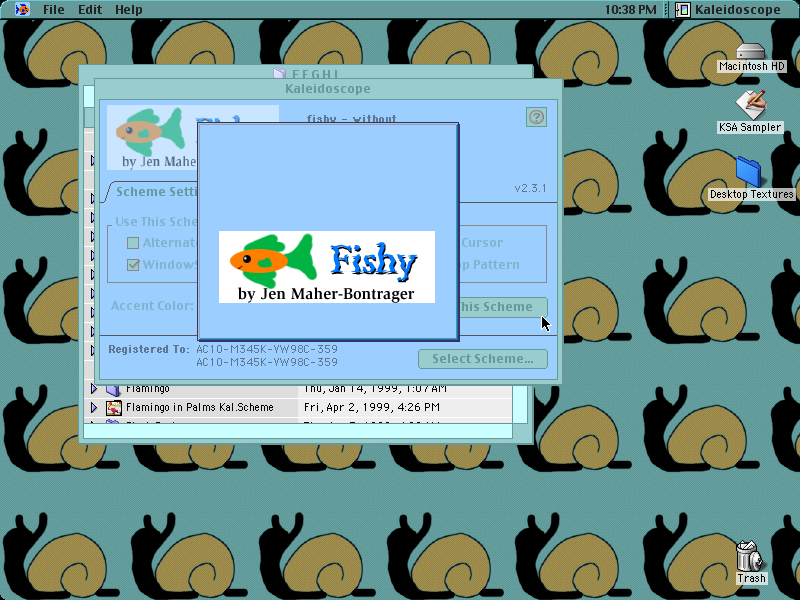 File Edit Help
10:38 PM Kaleidoscope
Macintosh HD
KSA Sampler
Desktop Textures
E F G H I
Kaleidoscope
fishy - without
by Jen Mahe
v2.3.1
Scheme Setti
Use This Sche
Alternat
Window
Cursor
Pattern
Accent Color:
his Scheme
Fishy
by Jen Maher-Bontrager
Registered To: AC10-M345K-YW98C-359
AC10-M345K-YW98C-359
Select Scheme...
Flamingo Thu, Jan 14, 1999, 1:07 AM
Flamingo in Palms Kal.Scheme Fri, Apr 2, 1999, 4:26 PM
Trash